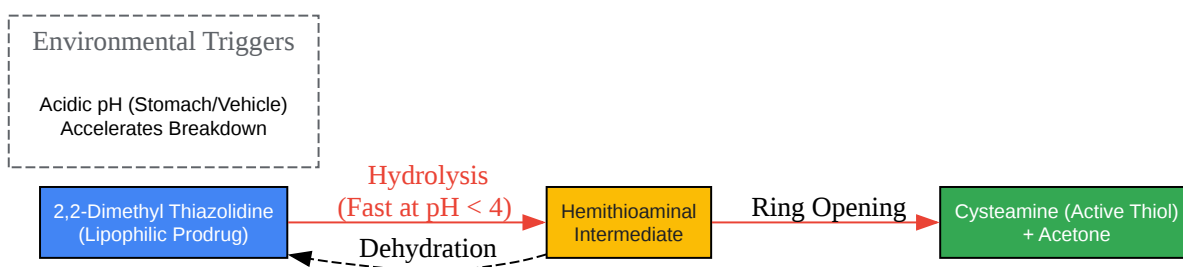 Environmental Triggers
Acidic pH (Stomach/Vehicle)
Accelerates Breakdown
2,2-Dimethyl Thiazolidine
(Lipophilic Prodrug)
Hydrolysis
(Fast at pH < 4)
Dehydration
Hemithioaminal
Intermediate
Ring Opening
Cysteamine (Active Thiol)
+ Acetone